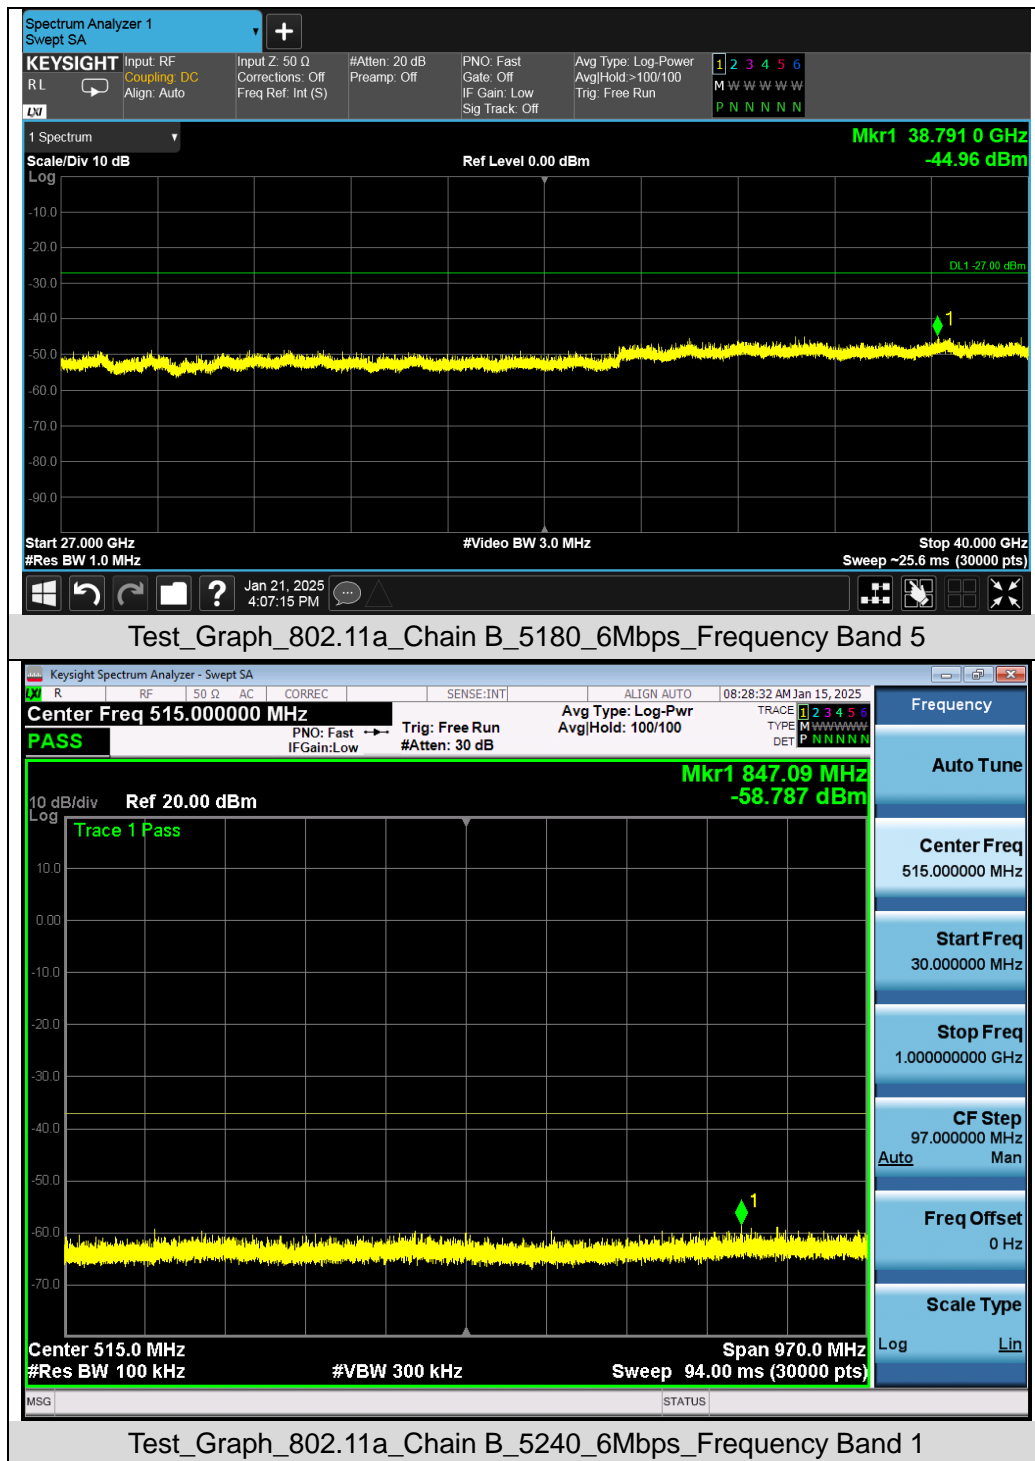 Spectrum Analyzer 1
Swept SA
KEYSIGHT
Input: RF
Input Z: 50 Ω
#Atten: 20 dB
PNO: Fast
Avg Type: Log-Power
1 2 3 4 5 6
RL
Coupling: DC
Corrections: Off
Preamp: Off
Gate: Off
Avg|Hold:>100/100
M W W W W W
Align: Auto
Freq Ref: Int (S)
IF Gain: Low
Trig: Free Run
LXI
Sig Track: Off
P N N N N N
1 Spectrum
Mkr1 38.791 0 GHz
Scale/Div 10 dB
Ref Level 0.00 dBm
-44.96 dBm
Log
-10.0
-20.0
DL1 -27.00 dBm
-30.0
-40.0
1
-50.0
-60.0
-70.0
-80.0
-90.0
Start 27.000 GHz
#Video BW 3.0 MHz
Stop 40.000 GHz
#Res BW 1.0 MHz
Sweep ~25.6 ms (30000 pts)
Jan 21, 2025
4:07:15 PM
Test_Graph_802.11a_Chain B_5180_6Mbps_Frequency Band 5
Keysight Spectrum Analyzer - Swept SA
LXI R RF 50 Ω AC CORREC SENSE:INT ALIGN AUTO 08:28:32 AM Jan 15, 2025
Center Freq 515.000000 MHz
Avg Type: Log-Pwr
TRACE 1 2 3 4 5 6
PASS
PNO: Fast
IFGain:Low
Trig: Free Run
#Atten: 30 dB
Avg|Hold: 100/100
TYPE M W W W W W
DET P N N N N N
Frequency
Auto Tune
Mkr1 847.09 MHz
-58.787 dBm
10 dB/div
Ref 20.00 dBm
Log
Trace 1 Pass
10.0
0.00
-10.0
-20.0
-30.0
-40.0
-50.0
1
-60.0
-70.0
Center Freq
515.000000 MHz
Start Freq
30.000000 MHz
Stop Freq
1.000000000 GHz
CF Step
97.000000 MHz
Auto Man
Freq Offset
0 Hz
Scale Type
Log Lin
Center 515.0 MHz
Span 970.0 MHz
#Res BW 100 kHz
#VBW 300 kHz
Sweep 94.00 ms (30000 pts)
MSG
STATUS
Test_Graph_802.11a_Chain B_5240_6Mbps_Frequency Band 1